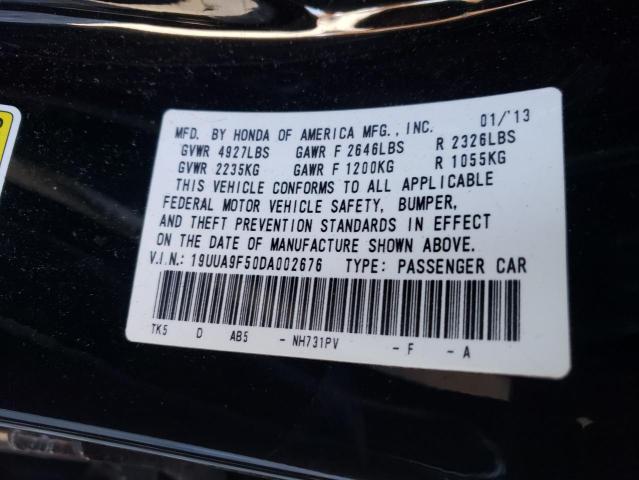 MFD. BY HONDA OF AMERICA MFG., INC. 01/'13
GVWR 4927LBS GAWR F 2646LBS R 2326LBS
GVWR 2235KG GAWR F 1200KG R 1055KG
THIS VEHICLE CONFORMS TO ALL APPLICABLE
FEDERAL MOTOR VEHICLE SAFETY, BUMPER,
AND THEFT PREVENTION STANDARDS IN EFFECT
ON THE DATE OF MANUFACTURE SHOWN ABOVE.
V.I.N.: 19UUA9F50DA002676 TYPE: PASSENGER CAR
TK5 D AB5 - NH731PV - F - A